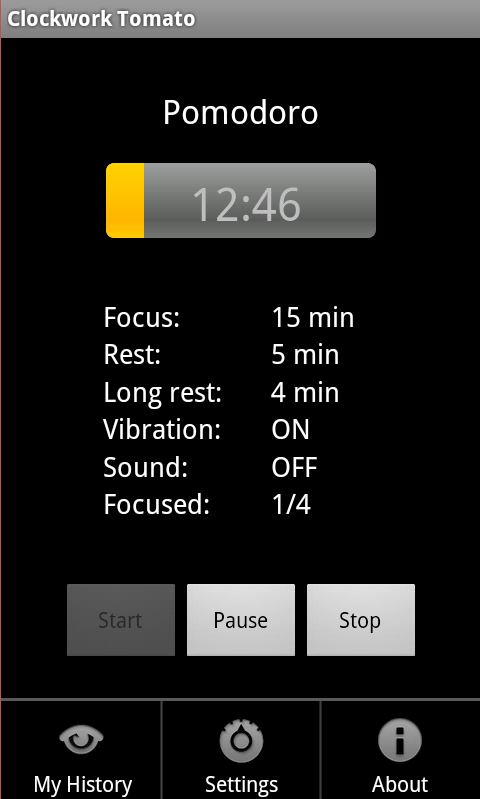 Clockwork Tomato
Pomodoro
12:46
Focus: 15 min
Rest: 5 min
Long rest: 4 min
Vibration: ON
Sound: OFF
Focused: 1/4
Start Pause Stop
My History Settings About